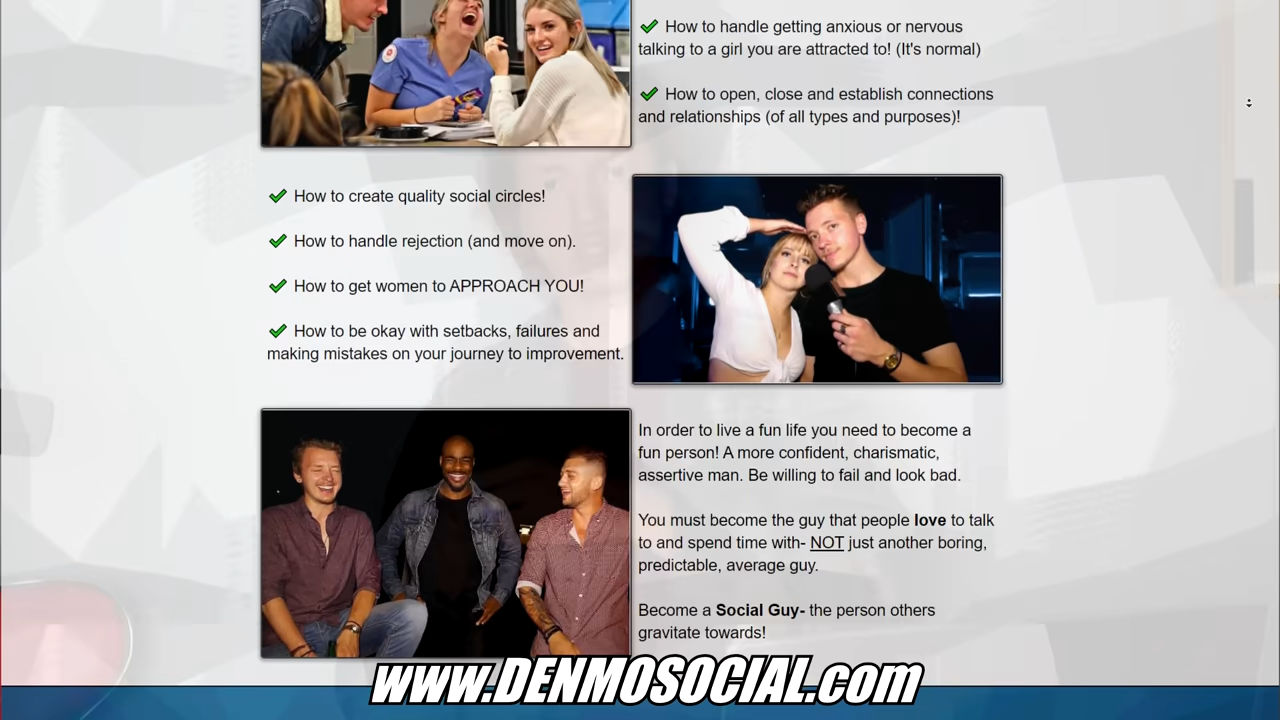 How to handle getting anxious or nervous
talking to a girl you are attracted to! (It's normal)
How to open, close and establish connections
and relationships (of all types and purposes)!
How to create quality social circles!
How to handle rejection (and move on).
How to get women to APPROACH YOU!
How to be okay with setbacks, failures and
making mistakes on your journey to improvement.
In order to live a fun life you need to become a
fun person! A more confident, charismatic,
assertive man. Be willing to fail and look bad.
You must become the guy that people love to talk
to and spend time with- NOT just another boring,
predictable, average guy.
Become a Social Guy- the person others
gravitate towards!
www.DENMOSOCIAL.com